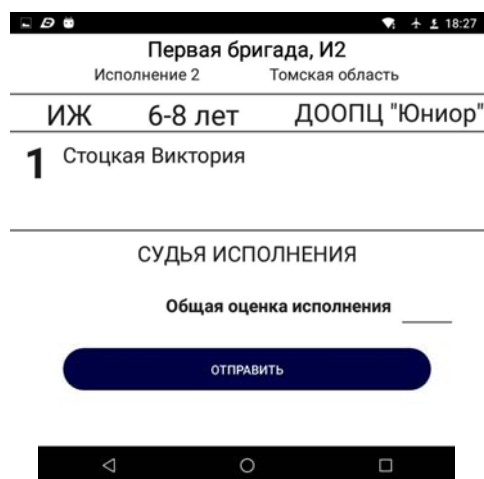 18:27
Первая бригада, И2
Исполнение 2 Томская область
ИЖ 6-8 лет ДООПЦ "Юниор"
1 Стоцкая Виктория
СУДЬЯ ИСПОЛНЕНИЯ
Общая оценка исполнения
ОТПРАВИТЬ